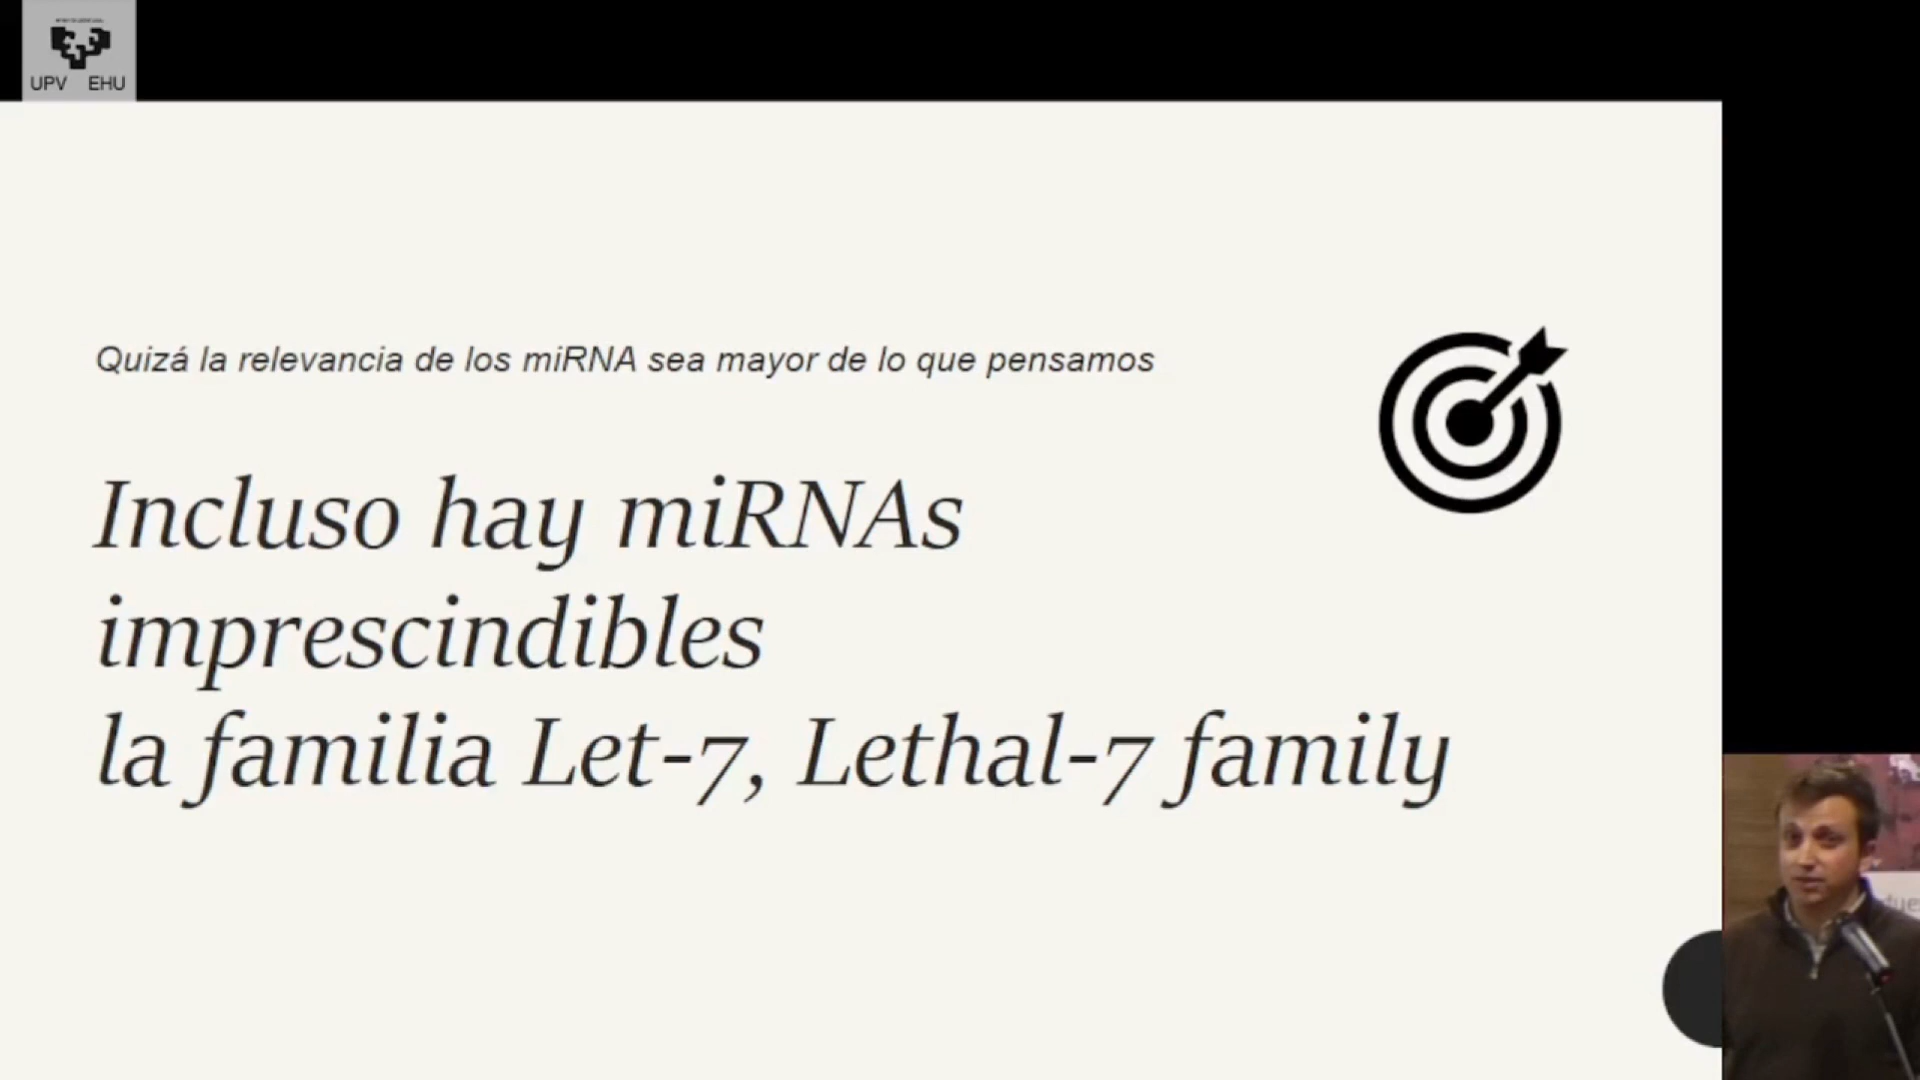 UPV EHU
Quizá la relevancia de los miRNA sea mayor de lo que pensamos
Incluso hay miRNAs
imprescindibles
la familia Let-7, Lethal-7 family